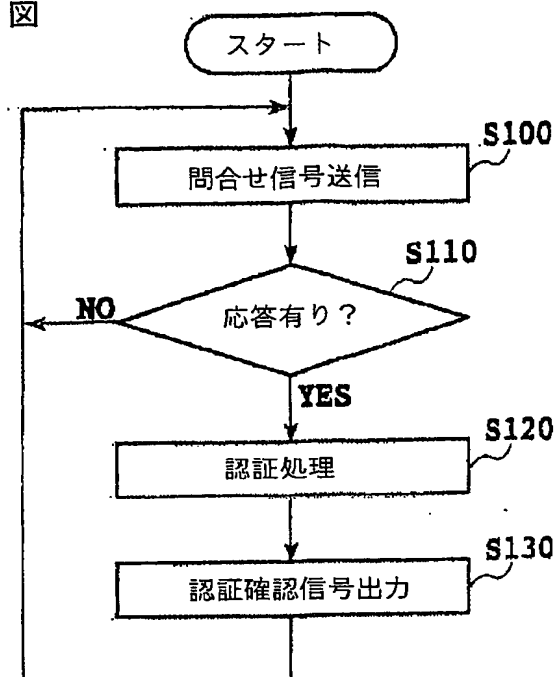 図
スタート
S100
問合せ信号送信
S110
応答有り？
NO
YES
S120
認証処理
S130
認証確認信号出力